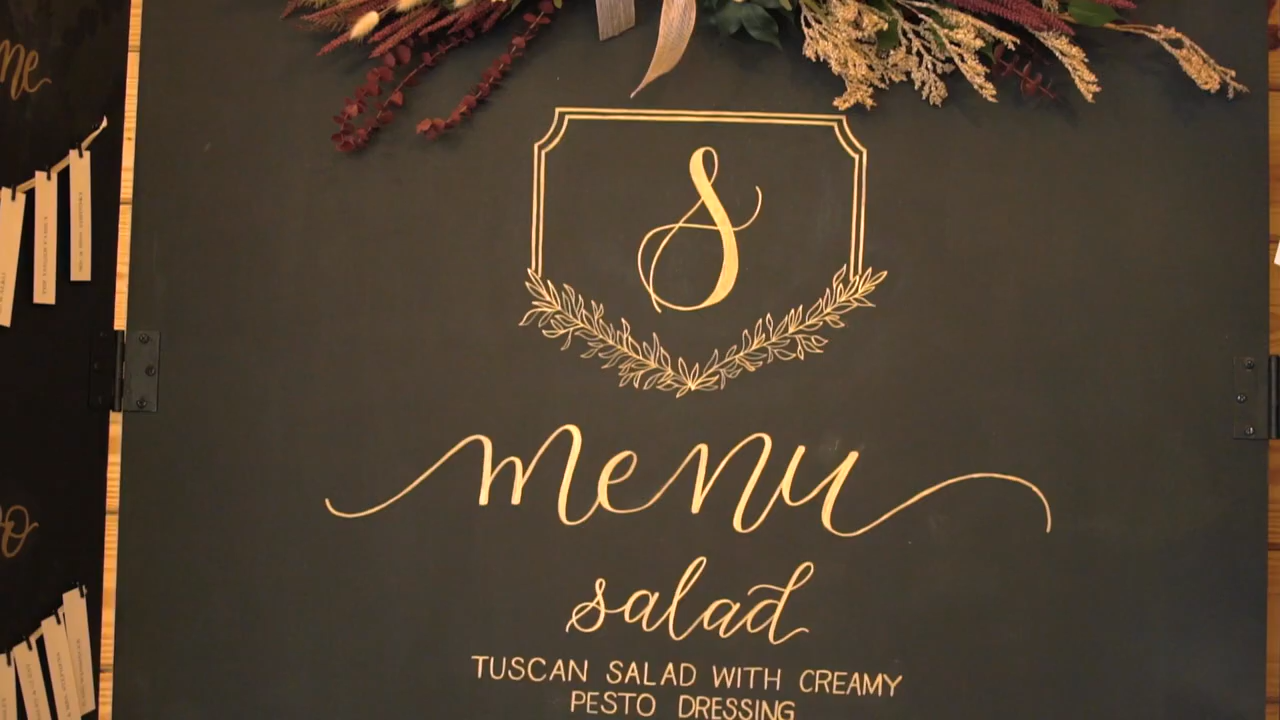 S
menu
salad
TUSCAN SALAD WITH CREAMY
PESTO DRESSING